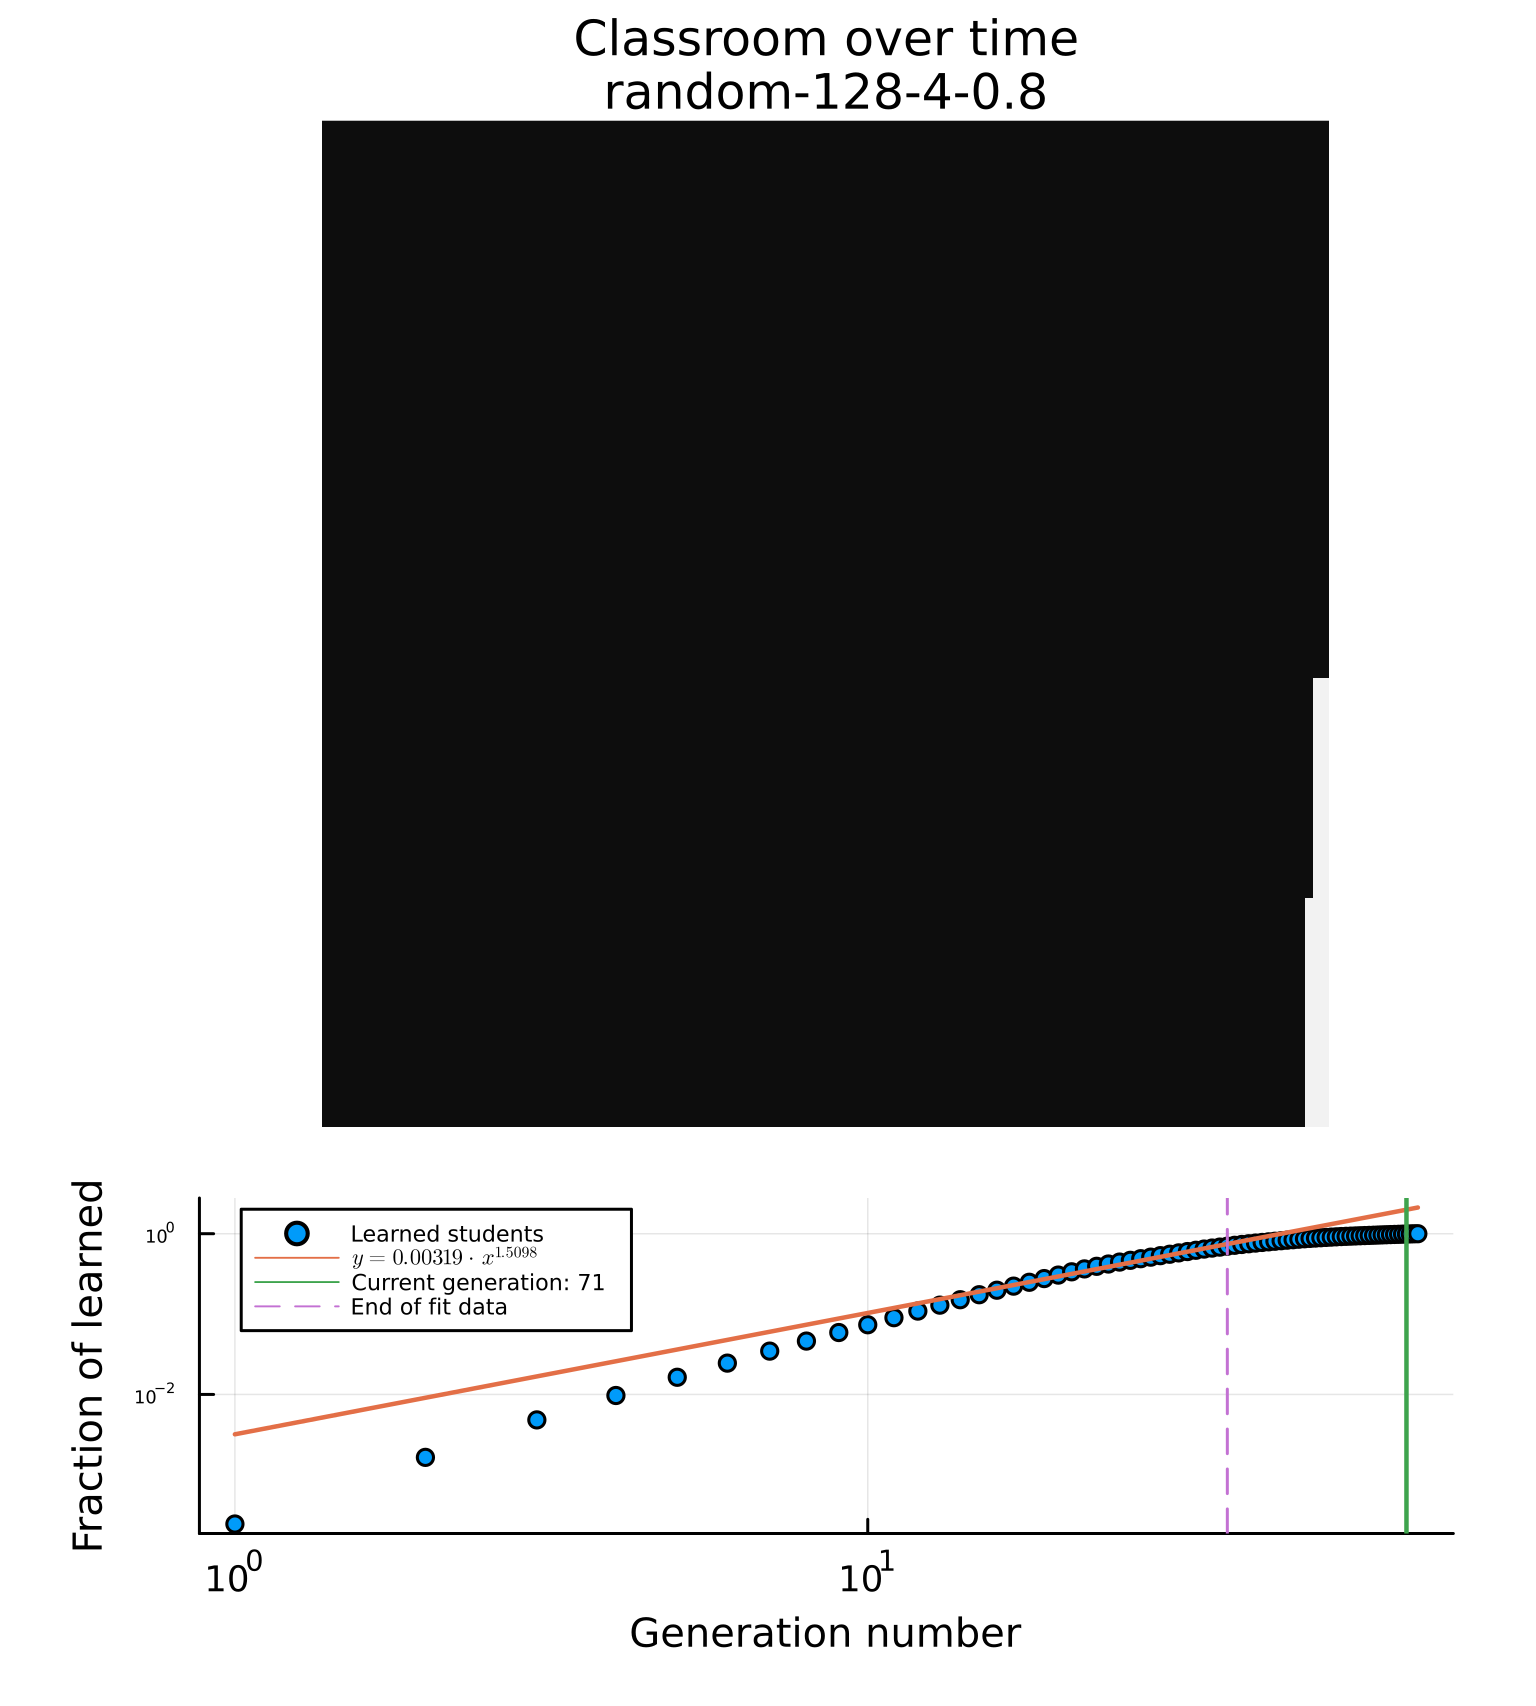 Classroom over time
random-128-4-0.8
Fraction of learned
10^0
10^-2
Learned students
y = 0.00319 · x^1.5098
Current generation: 71
End of fit data
10^0
10^1
Generation number